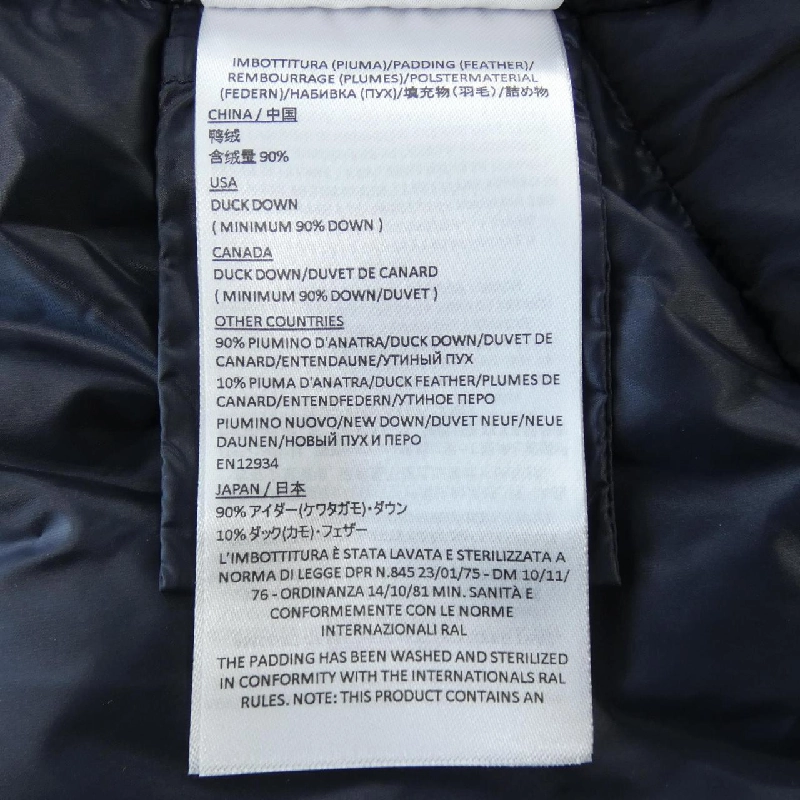 IMBOTTITURA (PIUMA)/PADDING (FEATHER)/
REMBOURRAGE (PLUMES)/POLSTERMATERIAL
(FEDERN)/НАБИВКА (ПУХ)/填充物(羽毛)/詰め物
CHINA / 中国
鸭绒
含绒量 90%
USA
DUCK DOWN
( MINIMUM 90% DOWN )
CANADA
DUCK DOWN/DUVET DE CANARD
( MINIMUM 90% DOWN/DUVET )
OTHER COUNTRIES
90% PIUMINO D'ANATRA/DUCK DOWN/DUVET DE
CANARD/ENTENDAUNE/УТИНЫЙ ПУХ
10% PIUMA D'ANATRA/DUCK FEATHER/PLUMES DE
CANARD/ENTENDFEDERN/УТИНОЕ ПЕРО
PIUMINO NUOVO/NEW DOWN/DUVET NEUF/NEUE
DAUNEN/НОВЫЙ ПУХ И ПЕРО
EN12934
JAPAN / 日本
90% アイダー(ケワタガモ)・ダウン
10% ダック(カモ)・フェザー
L'IMBOTTITURA È STATA LAVATA E STERILIZZATA A
NORMA DI LEGGE DPR N.845 23/01/75 - DM 10/11/
76 - ORDINANZA 14/10/81 MIN. SANITÀ E
CONFORMEMENTE CON LE NORME
INTERNAZIONALI RAL
THE PADDING HAS BEEN WASHED AND STERILIZED
IN CONFORMITY WITH THE INTERNATIONALS RAL
RULES. NOTE: THIS PRODUCT CONTAINS AN